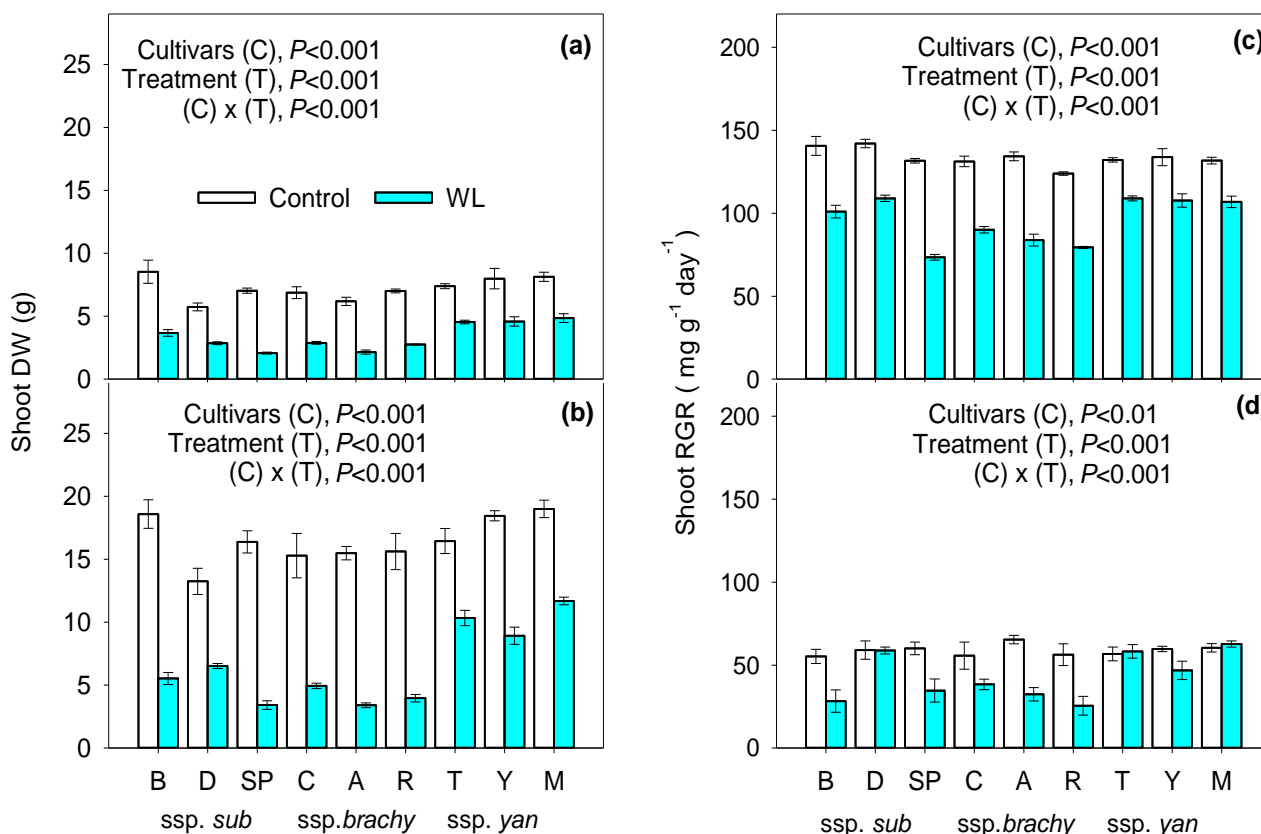 (a)
Cultivars (C), P<0.001
Treatment (T), P<0.001
(C) x (T), P<0.001
Control
WL
25
20
15
10
5
0
Shoot DW (g)
(b)
Cultivars (C), P<0.001
Treatment (T), P<0.001
(C) x (T), P<0.001
25
20
15
10
5
0
B D SP C A R T Y M
ssp. sub ssp.brachy ssp. yan
(c)
Cultivars (C), P<0.001
Treatment (T), P<0.001
(C) x (T), P<0.001
200
150
100
50
0
Shoot RGR ( mg g-1 day-1)
(d)
Cultivars (C), P<0.01
Treatment (T), P<0.001
(C) x (T), P<0.001
200
150
100
50
0
B D SP C A R T Y M
ssp. sub ssp.brachy ssp. yan